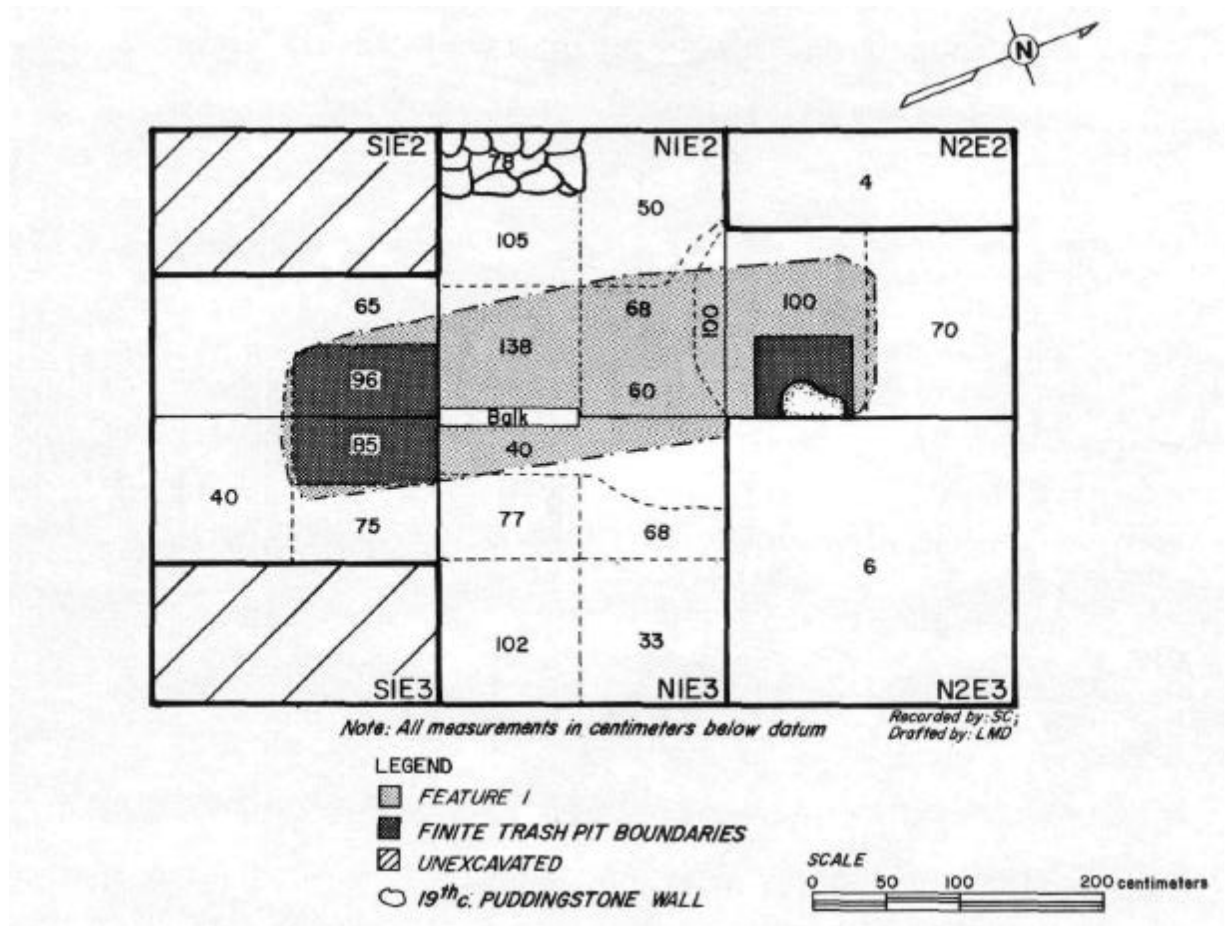 N
S1E2
78
N1E2
N2E2
4
50
105
65
68
100
100
70
138
96
60
Balk
85
40
40
75
77
68
6
102
33
S1E3
N1E3
N2E3
Note: All measurements in centimeters below datum
Recorded by: SC;
Drafted by: LMD
LEGEND
FEATURE 1
FINITE TRASH PIT BOUNDARIES
UNEXCAVATED
19th c. PUDDINGSTONE WALL
SCALE
0 50 100 200 centimeters